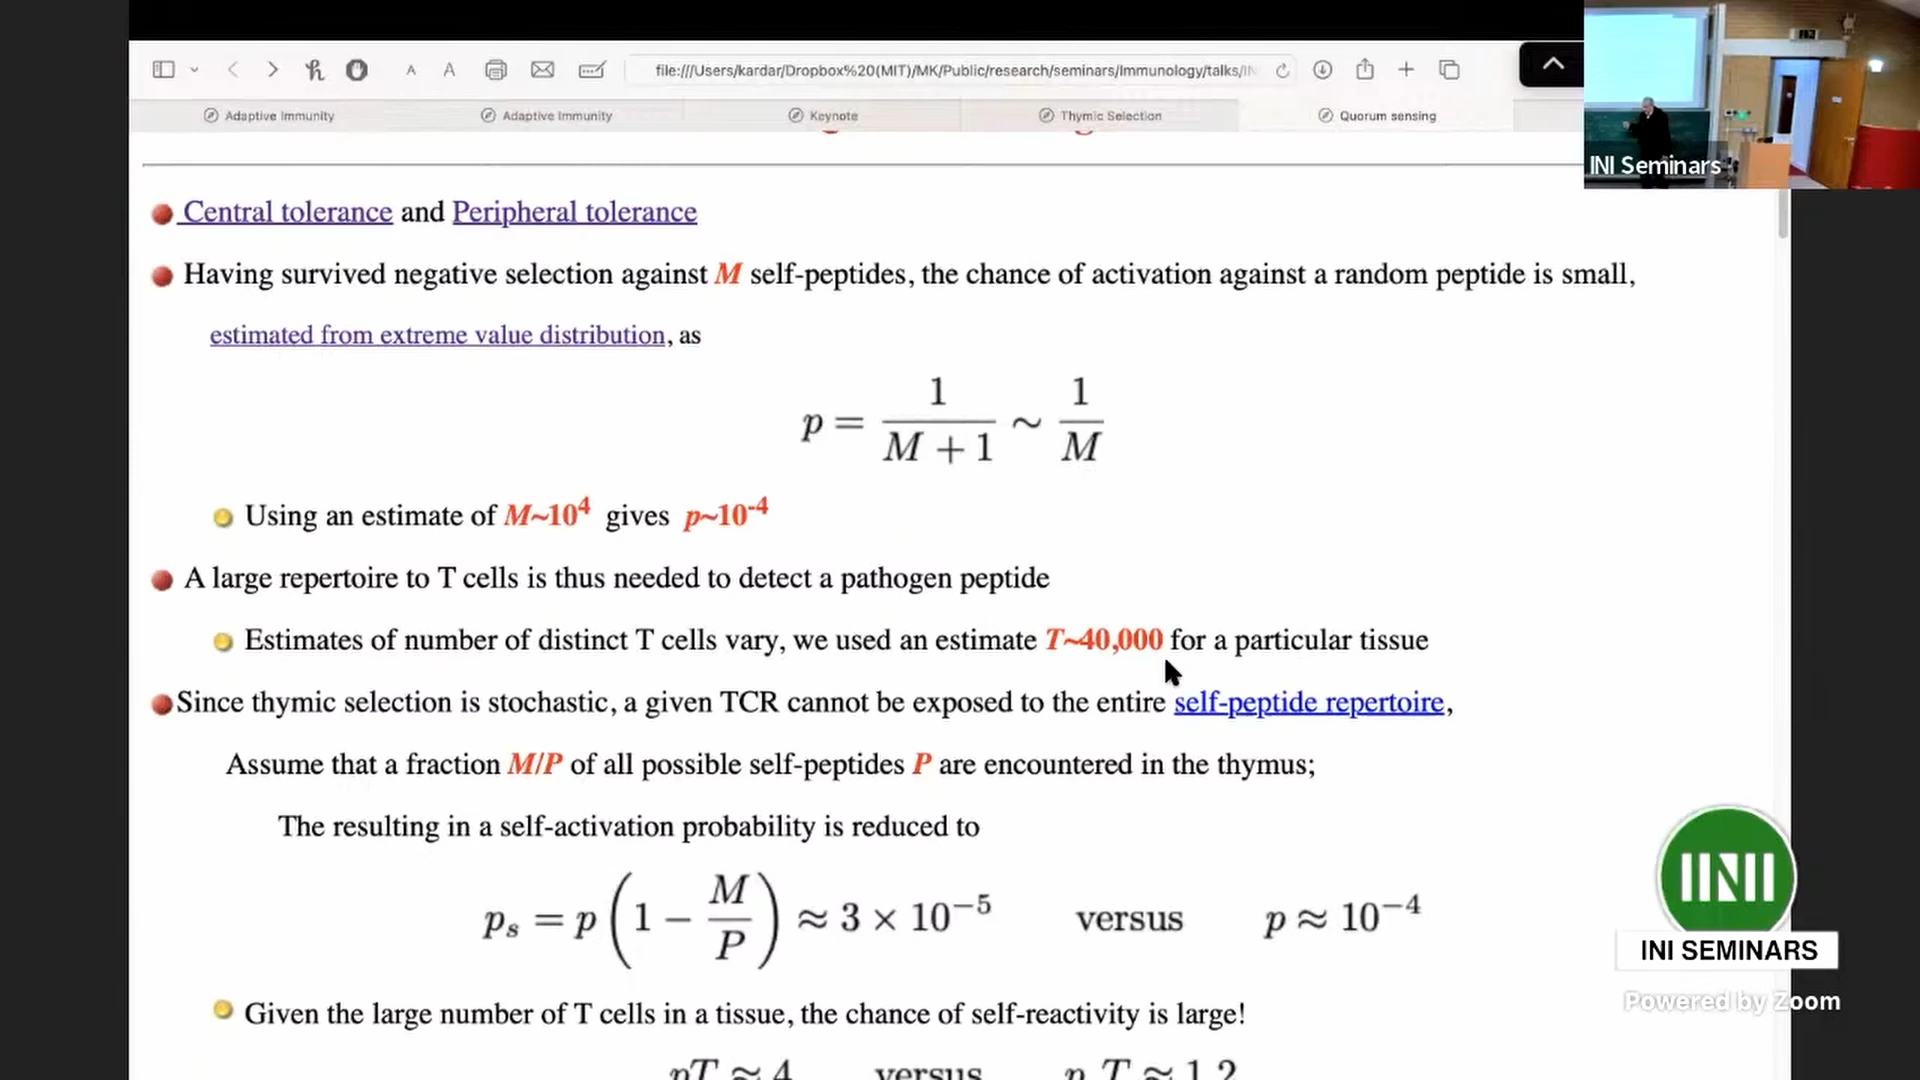 file:///Users/kardar/Dropbox%20(MIT)/MK/Public/research/seminars/Immunology/talks/IN
Adaptive Immunity
Adaptive Immunity
Keynote
Thymic Selection
Quorum sensing
INI Seminars
Central tolerance and Peripheral tolerance
Having survived negative selection against M self-peptides, the chance of activation against a random peptide is small,
estimated from extreme value distribution, as
p = 1/(M + 1) ~ 1/M
Using an estimate of M~10^4 gives p~10^-4
A large repertoire to T cells is thus needed to detect a pathogen peptide
Estimates of number of distinct T cells vary, we used an estimate T~40,000 for a particular tissue
Since thymic selection is stochastic, a given TCR cannot be exposed to the entire self-peptide repertoire,
Assume that a fraction M/P of all possible self-peptides P are encountered in the thymus;
The resulting in a self-activation probability is reduced to
p_s = p (1 − M/P) ≈ 3 × 10^−5 versus p ≈ 10^−4
Given the large number of T cells in a tissue, the chance of self-reactivity is large!
pT ≈ 4 versus p_s T ≈ 1.2
INI SEMINARS
Powered by Zoom